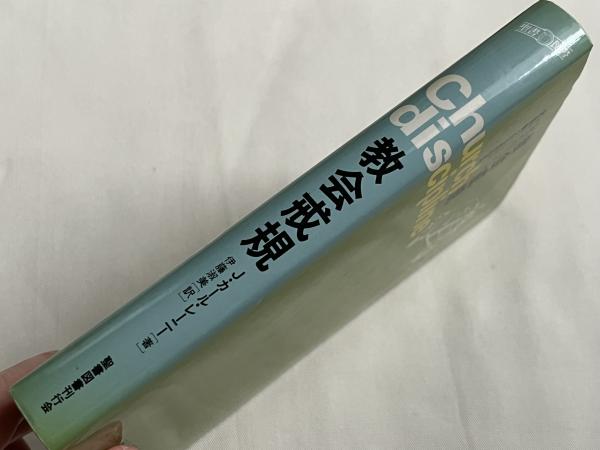 Church
discipline
教会戒規
J・カール・レーニー[著]
伊藤淑美[訳]
聖書図書刊行会